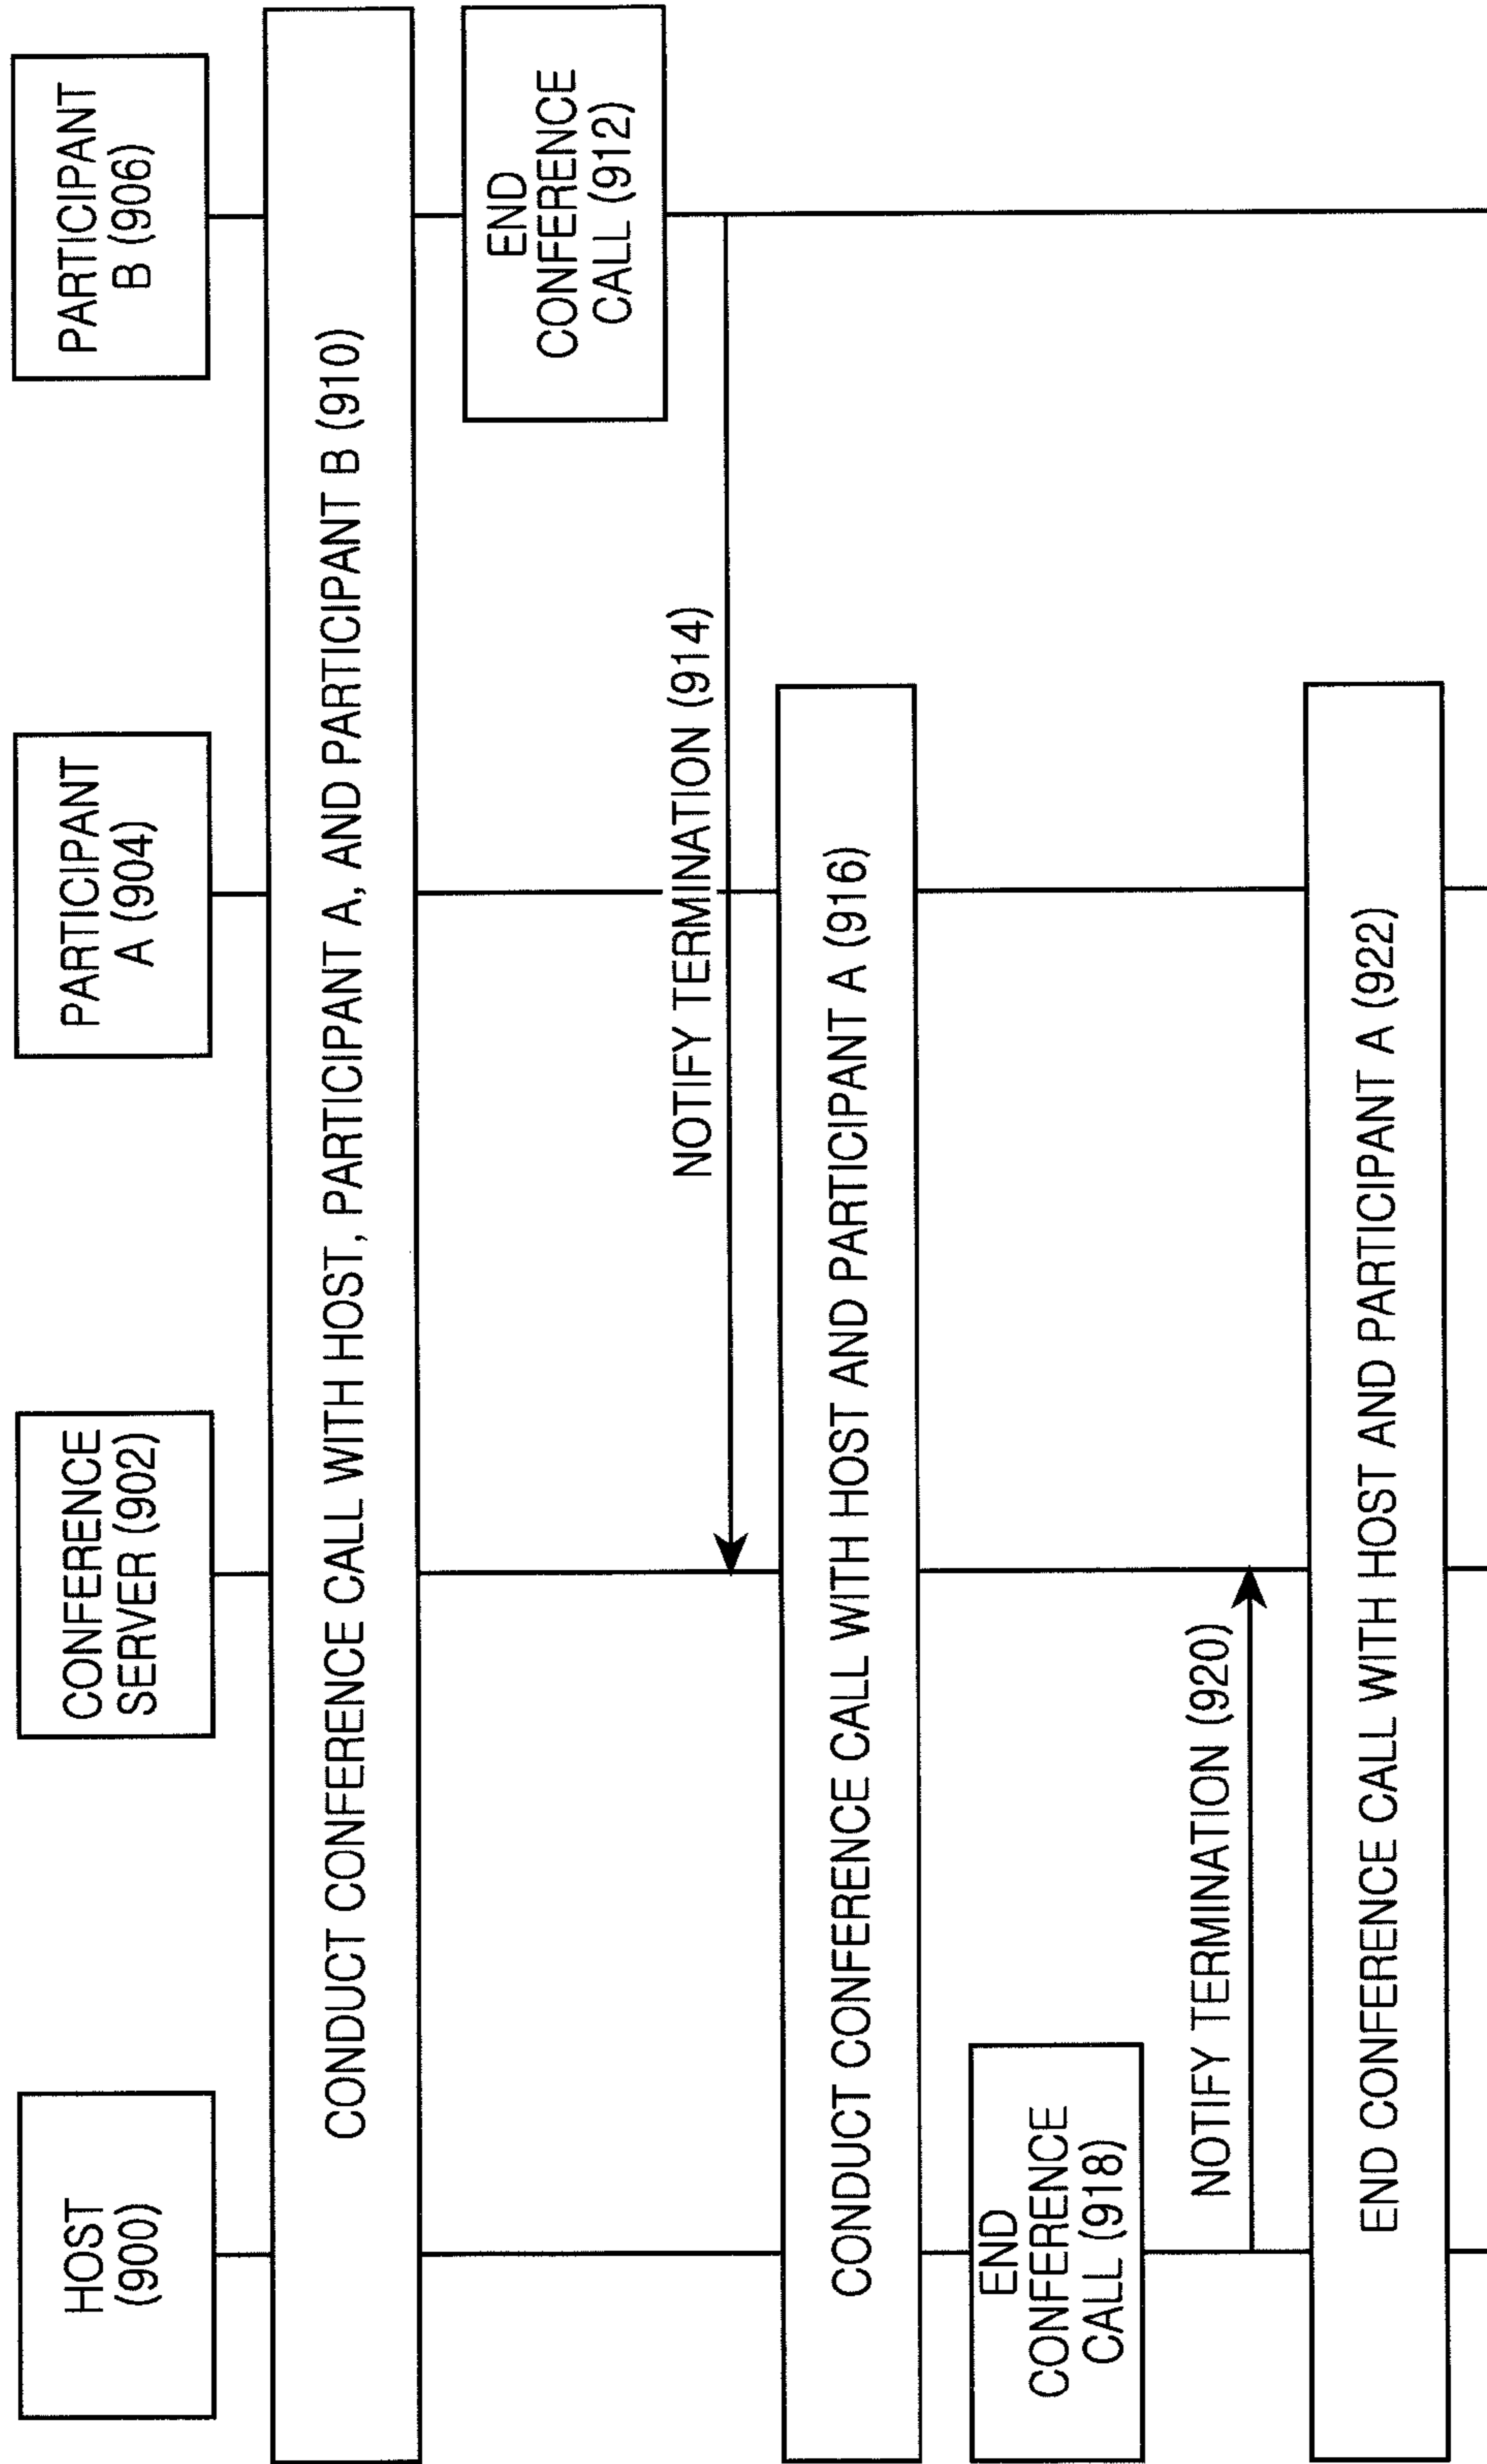 HOST
(900)
CONFERENCE
SERVER (902)
PARTICIPANT
A (904)
PARTICIPANT
B (906)
CONDUCT CONFERENCE CALL WITH HOST, PARTICIPANT A, AND PARTICIPANT B (910)
END
CONFERENCE
CALL (912)
NOTIFY TERMINATION (914)
CONDUCT CONFERENCE CALL WITH HOST AND PARTICIPANT A (916)
END
CONFERENCE
CALL (918)
NOTIFY TERMINATION (920)
END CONFERENCE CALL WITH HOST AND PARTICIPANT A (922)